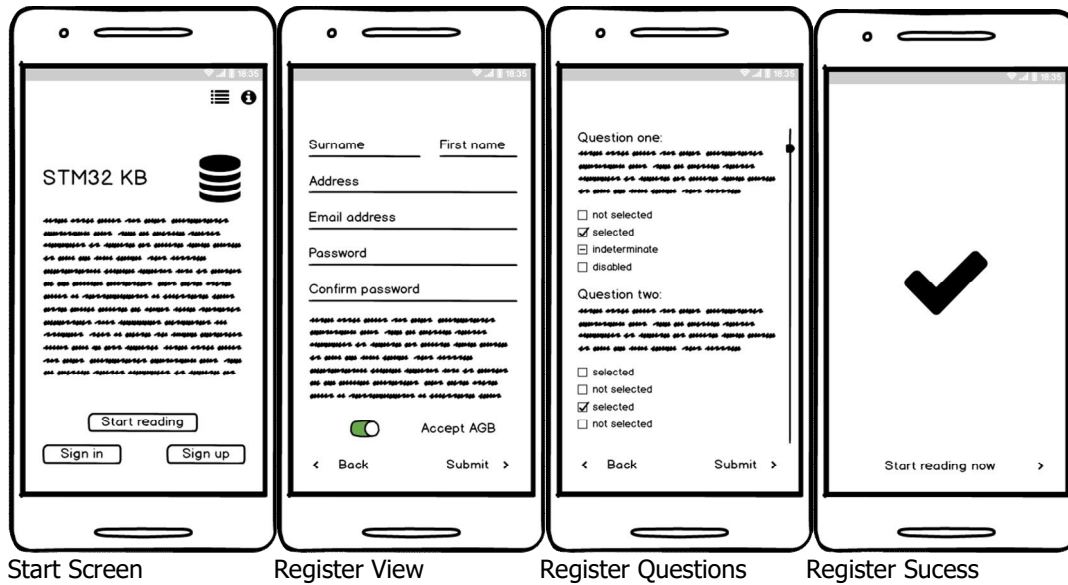 18:35
STM32 KB
Start reading
Sign in Sign up
Start Screen
18:35
Surname First name
Address
Email address
Password
Confirm password
Accept AGB
< Back Submit >
Register View
18:35
Question one:
not selected
selected
indeterminate
disabled
Question two:
selected
not selected
selected
not selected
< Back Submit >
Register Questions
18:35
Start reading now >
Register Sucess